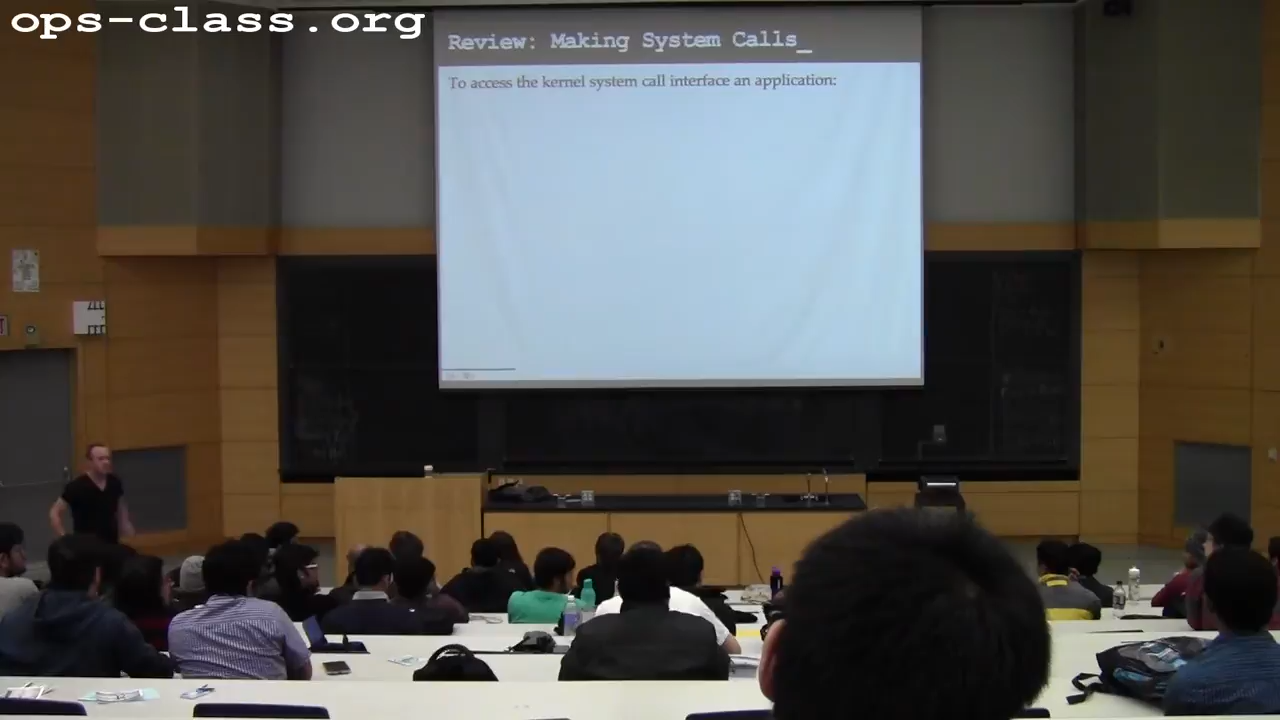 ops-class.org
Review: Making System Calls_
To access the kernel system call interface an application: